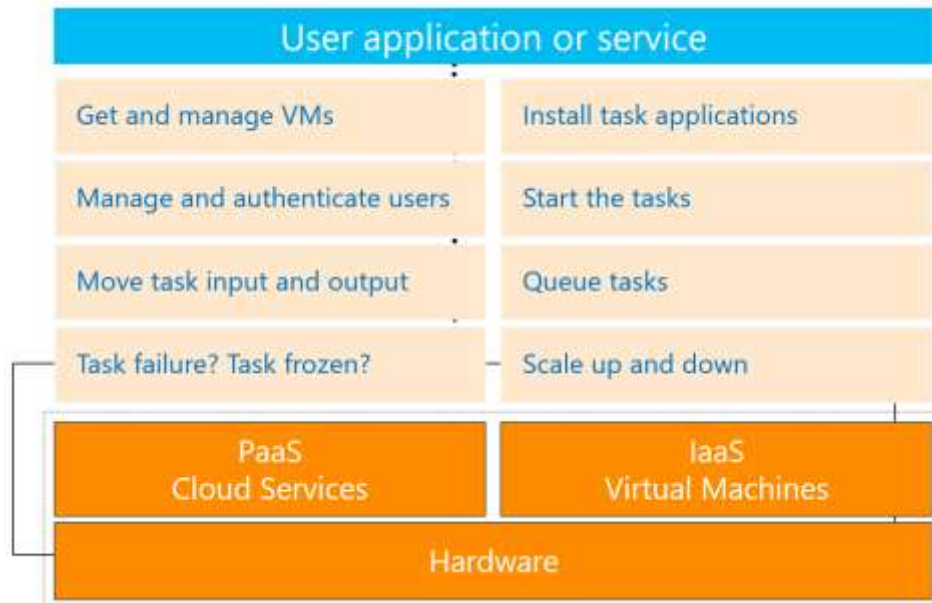 User application or service
Get and manage VMs
Install task applications
Manage and authenticate users
Start the tasks
Move task input and output
Queue tasks
Task failure? Task frozen?
Scale up and down
PaaS
Cloud Services
IaaS
Virtual Machines
Hardware